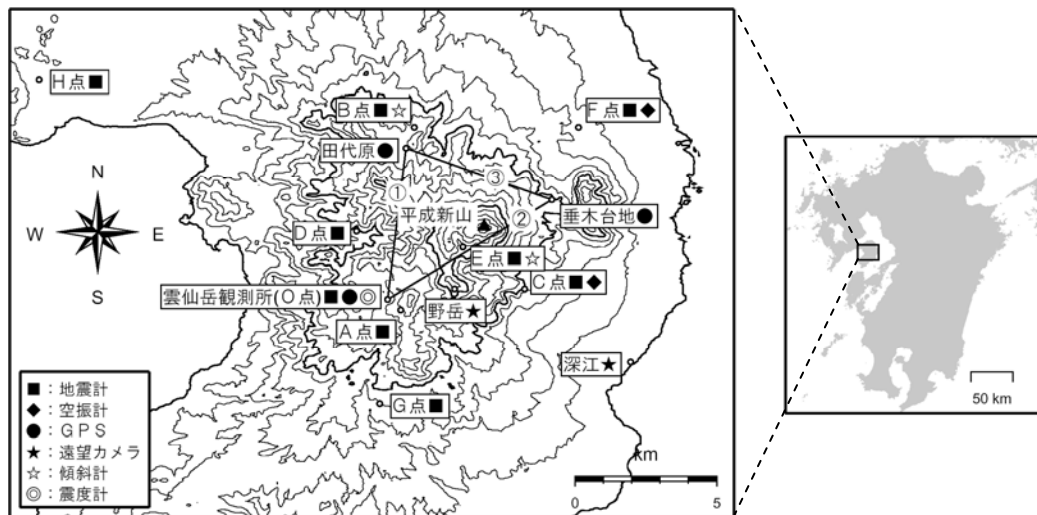 H点■
B点■☆
F点■◆
田代原●
N
③
①
平成新山
②
垂木台地●
W
E
D点■
E点■☆
S
C点■◆
雲仙岳観測所(O点)■●◎
野岳★
A点■
深江★
■：地震計
◆：空振計
●：GPS
★：遠望カメラ
☆：傾斜計
◎：震度計
G点■
km
0
5
50 km